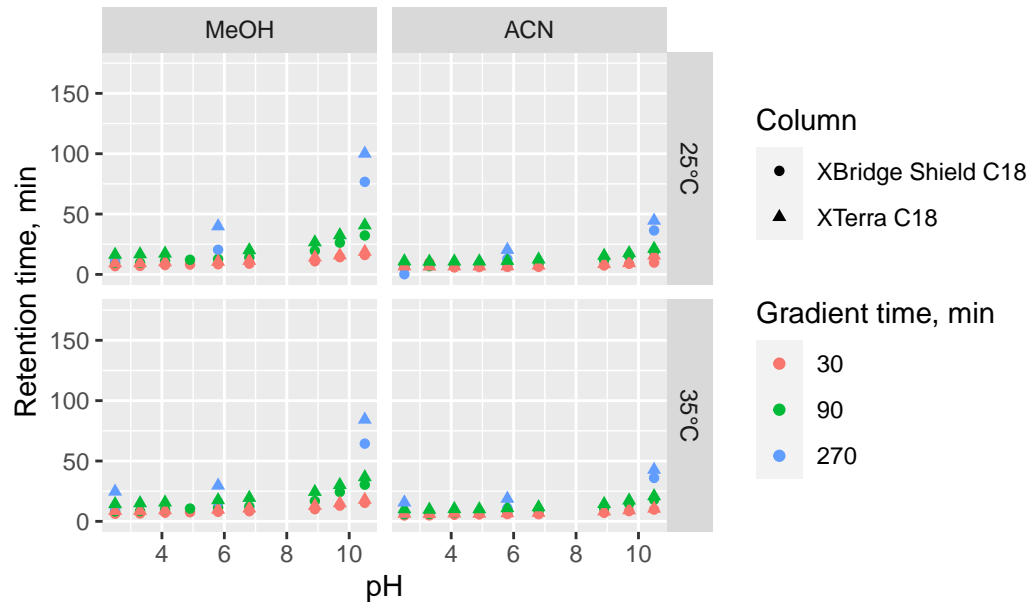 MeOH
ACN
150
100
50
0
25°C
150
100
50
0
35°C
4 6 8 10
4 6 8 10
Retention time, min
pH
Column
XBridge Shield C18
XTerra C18
Gradient time, min
30
90
270